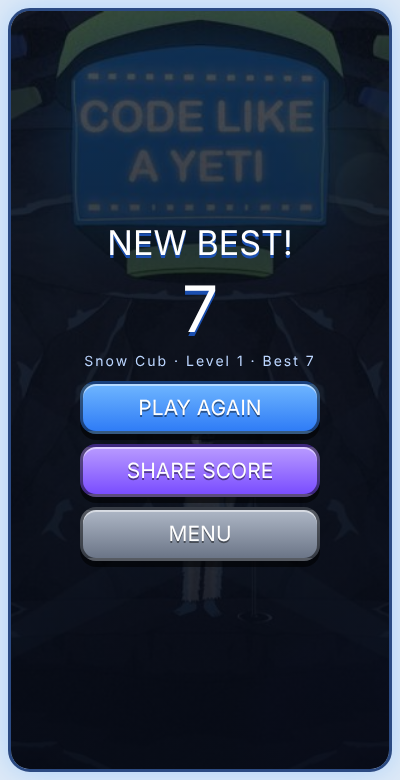 CODE LIKE
A YETI
NEW BEST!
7
Snow Cub · Level 1 · Best 7
PLAY AGAIN
SHARE SCORE
MENU